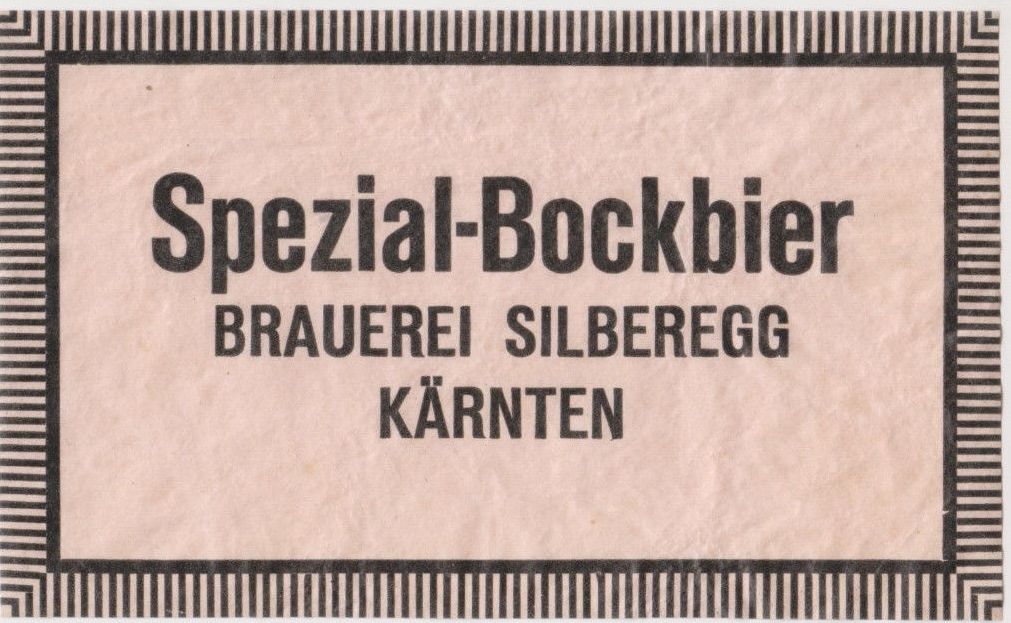 Spezial-Bockbier
BRAUEREI SILBEREGG
KÄRNTEN